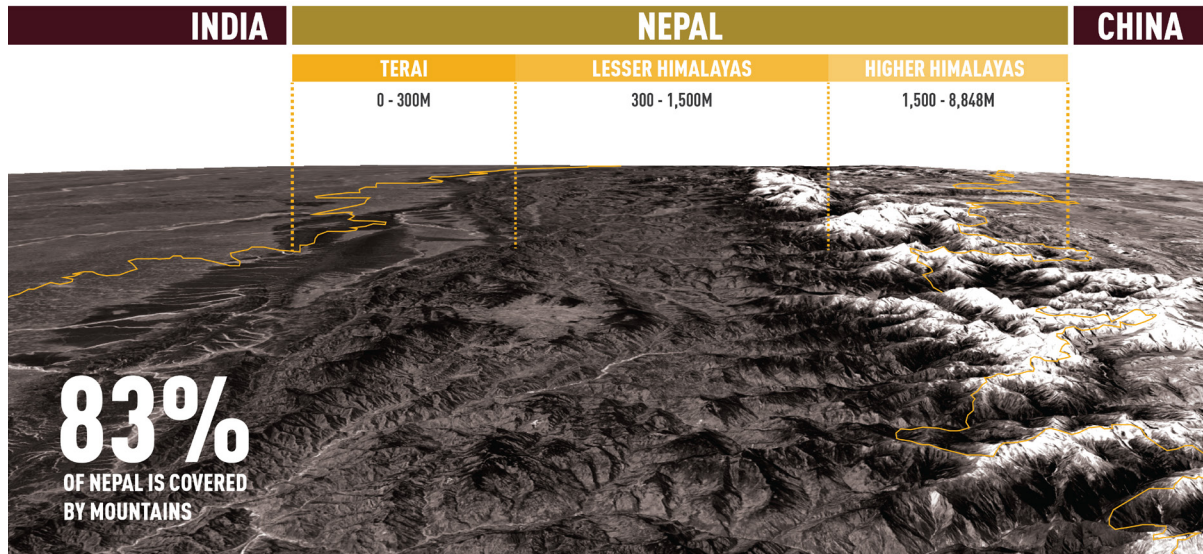 INDIA
NEPAL
CHINA
TERAI
LESSER HIMALAYAS
HIGHER HIMALAYAS
0 - 300M
300 - 1,500M
1,500 - 8,848M
83%
OF NEPAL IS COVERED
BY MOUNTAINS